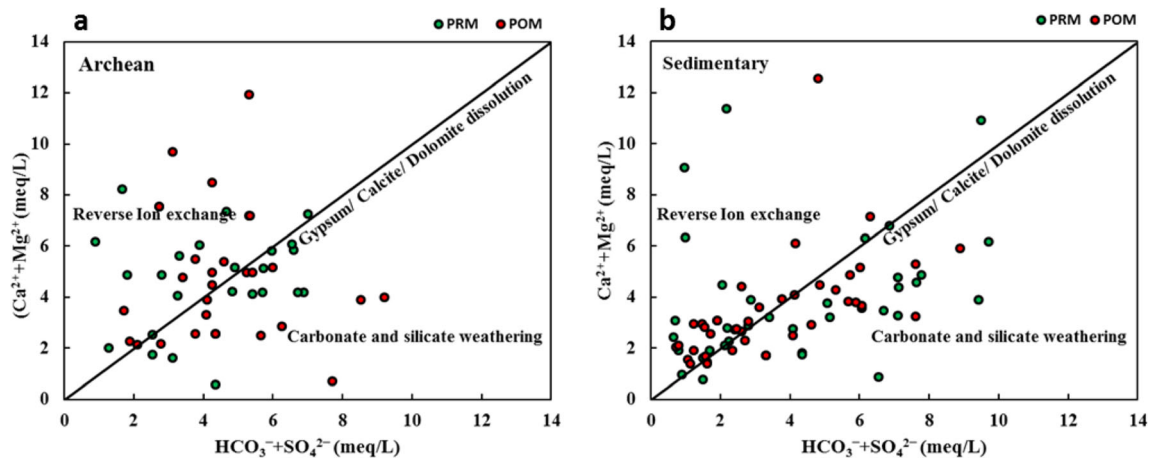 a
PRM POM
14
12
10
8
6
4
2
0
(Ca²⁺+Mg²⁺ (meq/L)
Archean
Reverse Ion exchange
Gypsum/ Calcite/ Dolomite dissolution
Carbonate and silicate weathering
0 2 4 6 8 10 12 14
HCO₃⁻+SO₄²⁻ (meq/L)
b
PRM POM
14
12
10
8
6
4
2
0
Ca²⁺+Mg²⁺ (meq/L)
Sedimentary
Reverse Ion exchange
Gypsum/ Calcite/ Dolomite dissolution
Carbonate and silicate weathering
0 2 4 6 8 10 12 14
HCO₃⁻+SO₄²⁻ (meq/L)